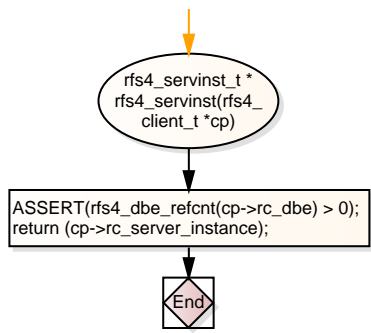 rfs4_servinst_t *
rfs4_servinst(rfs4_
client_t *cp)
ASSERT(rfs4_dbe_refcnt(cp->rc_dbe) > 0);
return (cp->rc_server_instance);
End